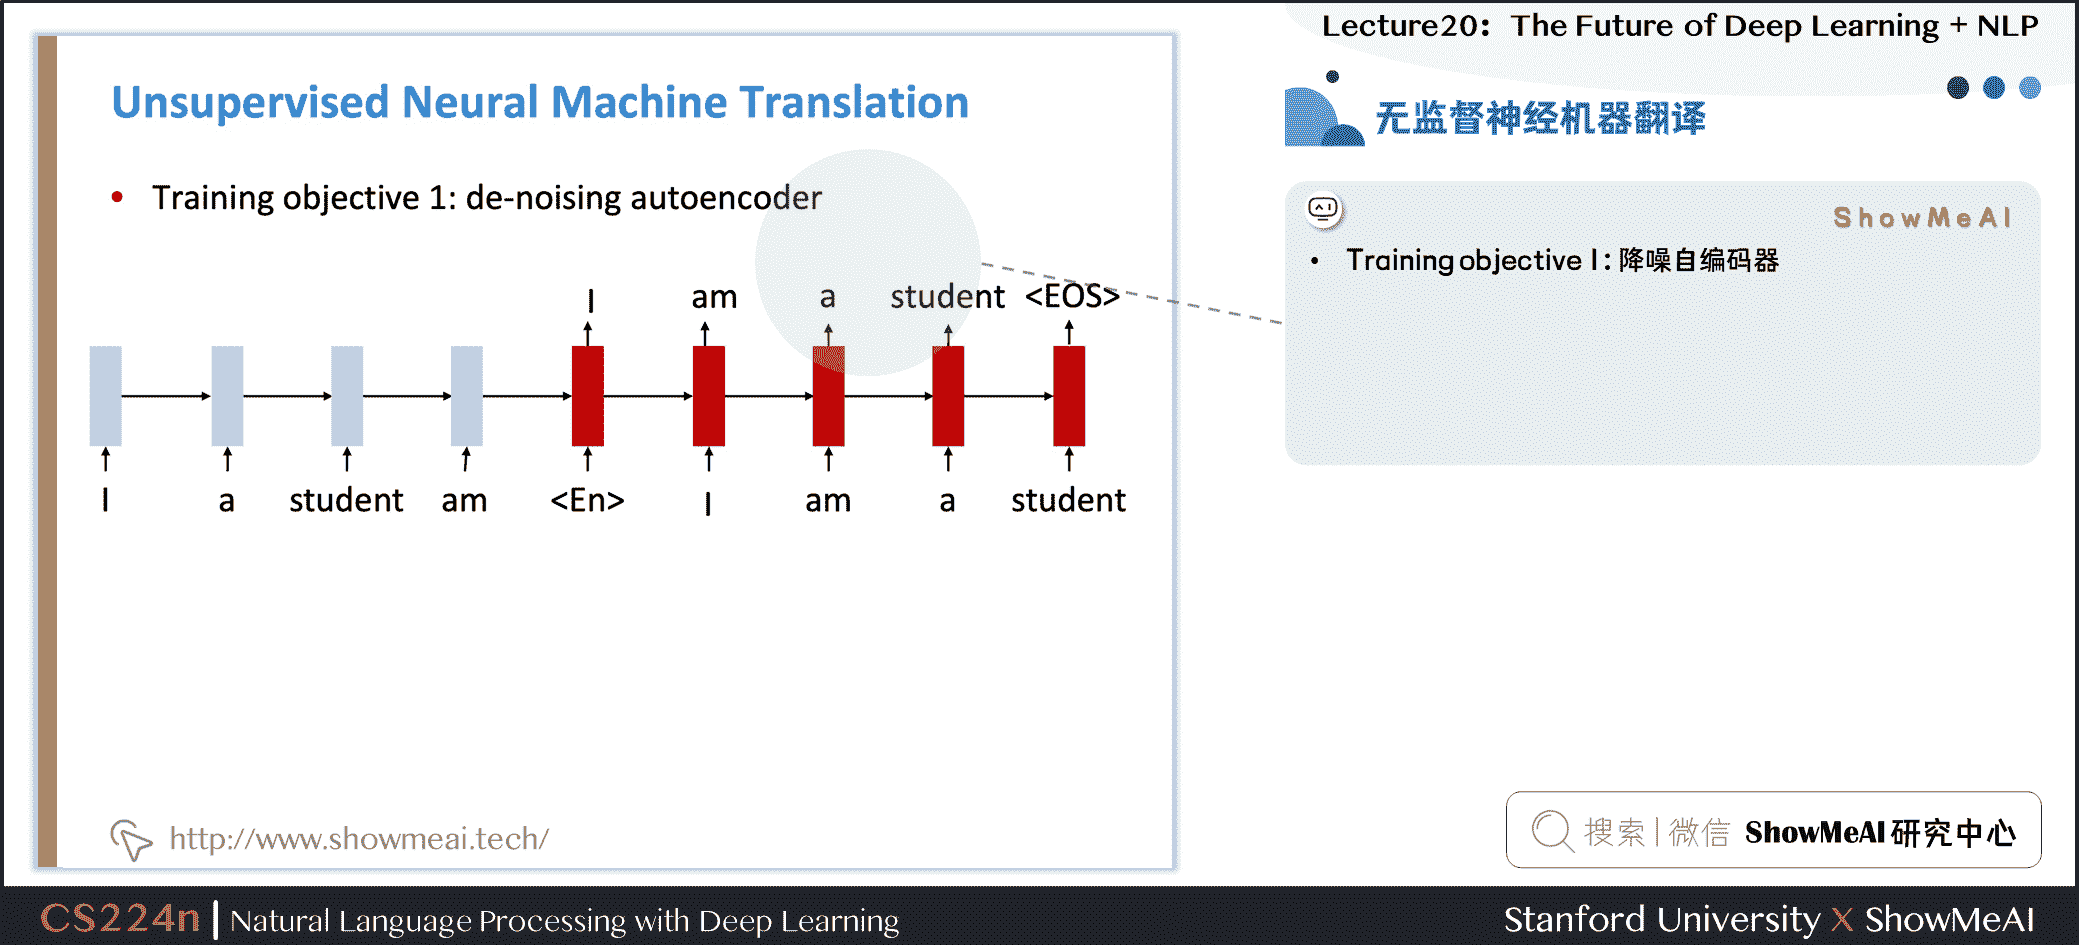 Lecture20: The Future of Deep Learning + NLP
Unsupervised Neural Machine Translation
• Training objective 1: de-noising autoencoder
I am a student <EOS>
I a student am <En> I am a student
http://www.showmeai.tech/
无监督神经机器翻译
ShowMeAI
• Training objective 1: 降噪自编码器
搜索 | 微信 ShowMeAI 研究中心
CS224n | Natural Language Processing with Deep Learning
Stanford University X ShowMeAI